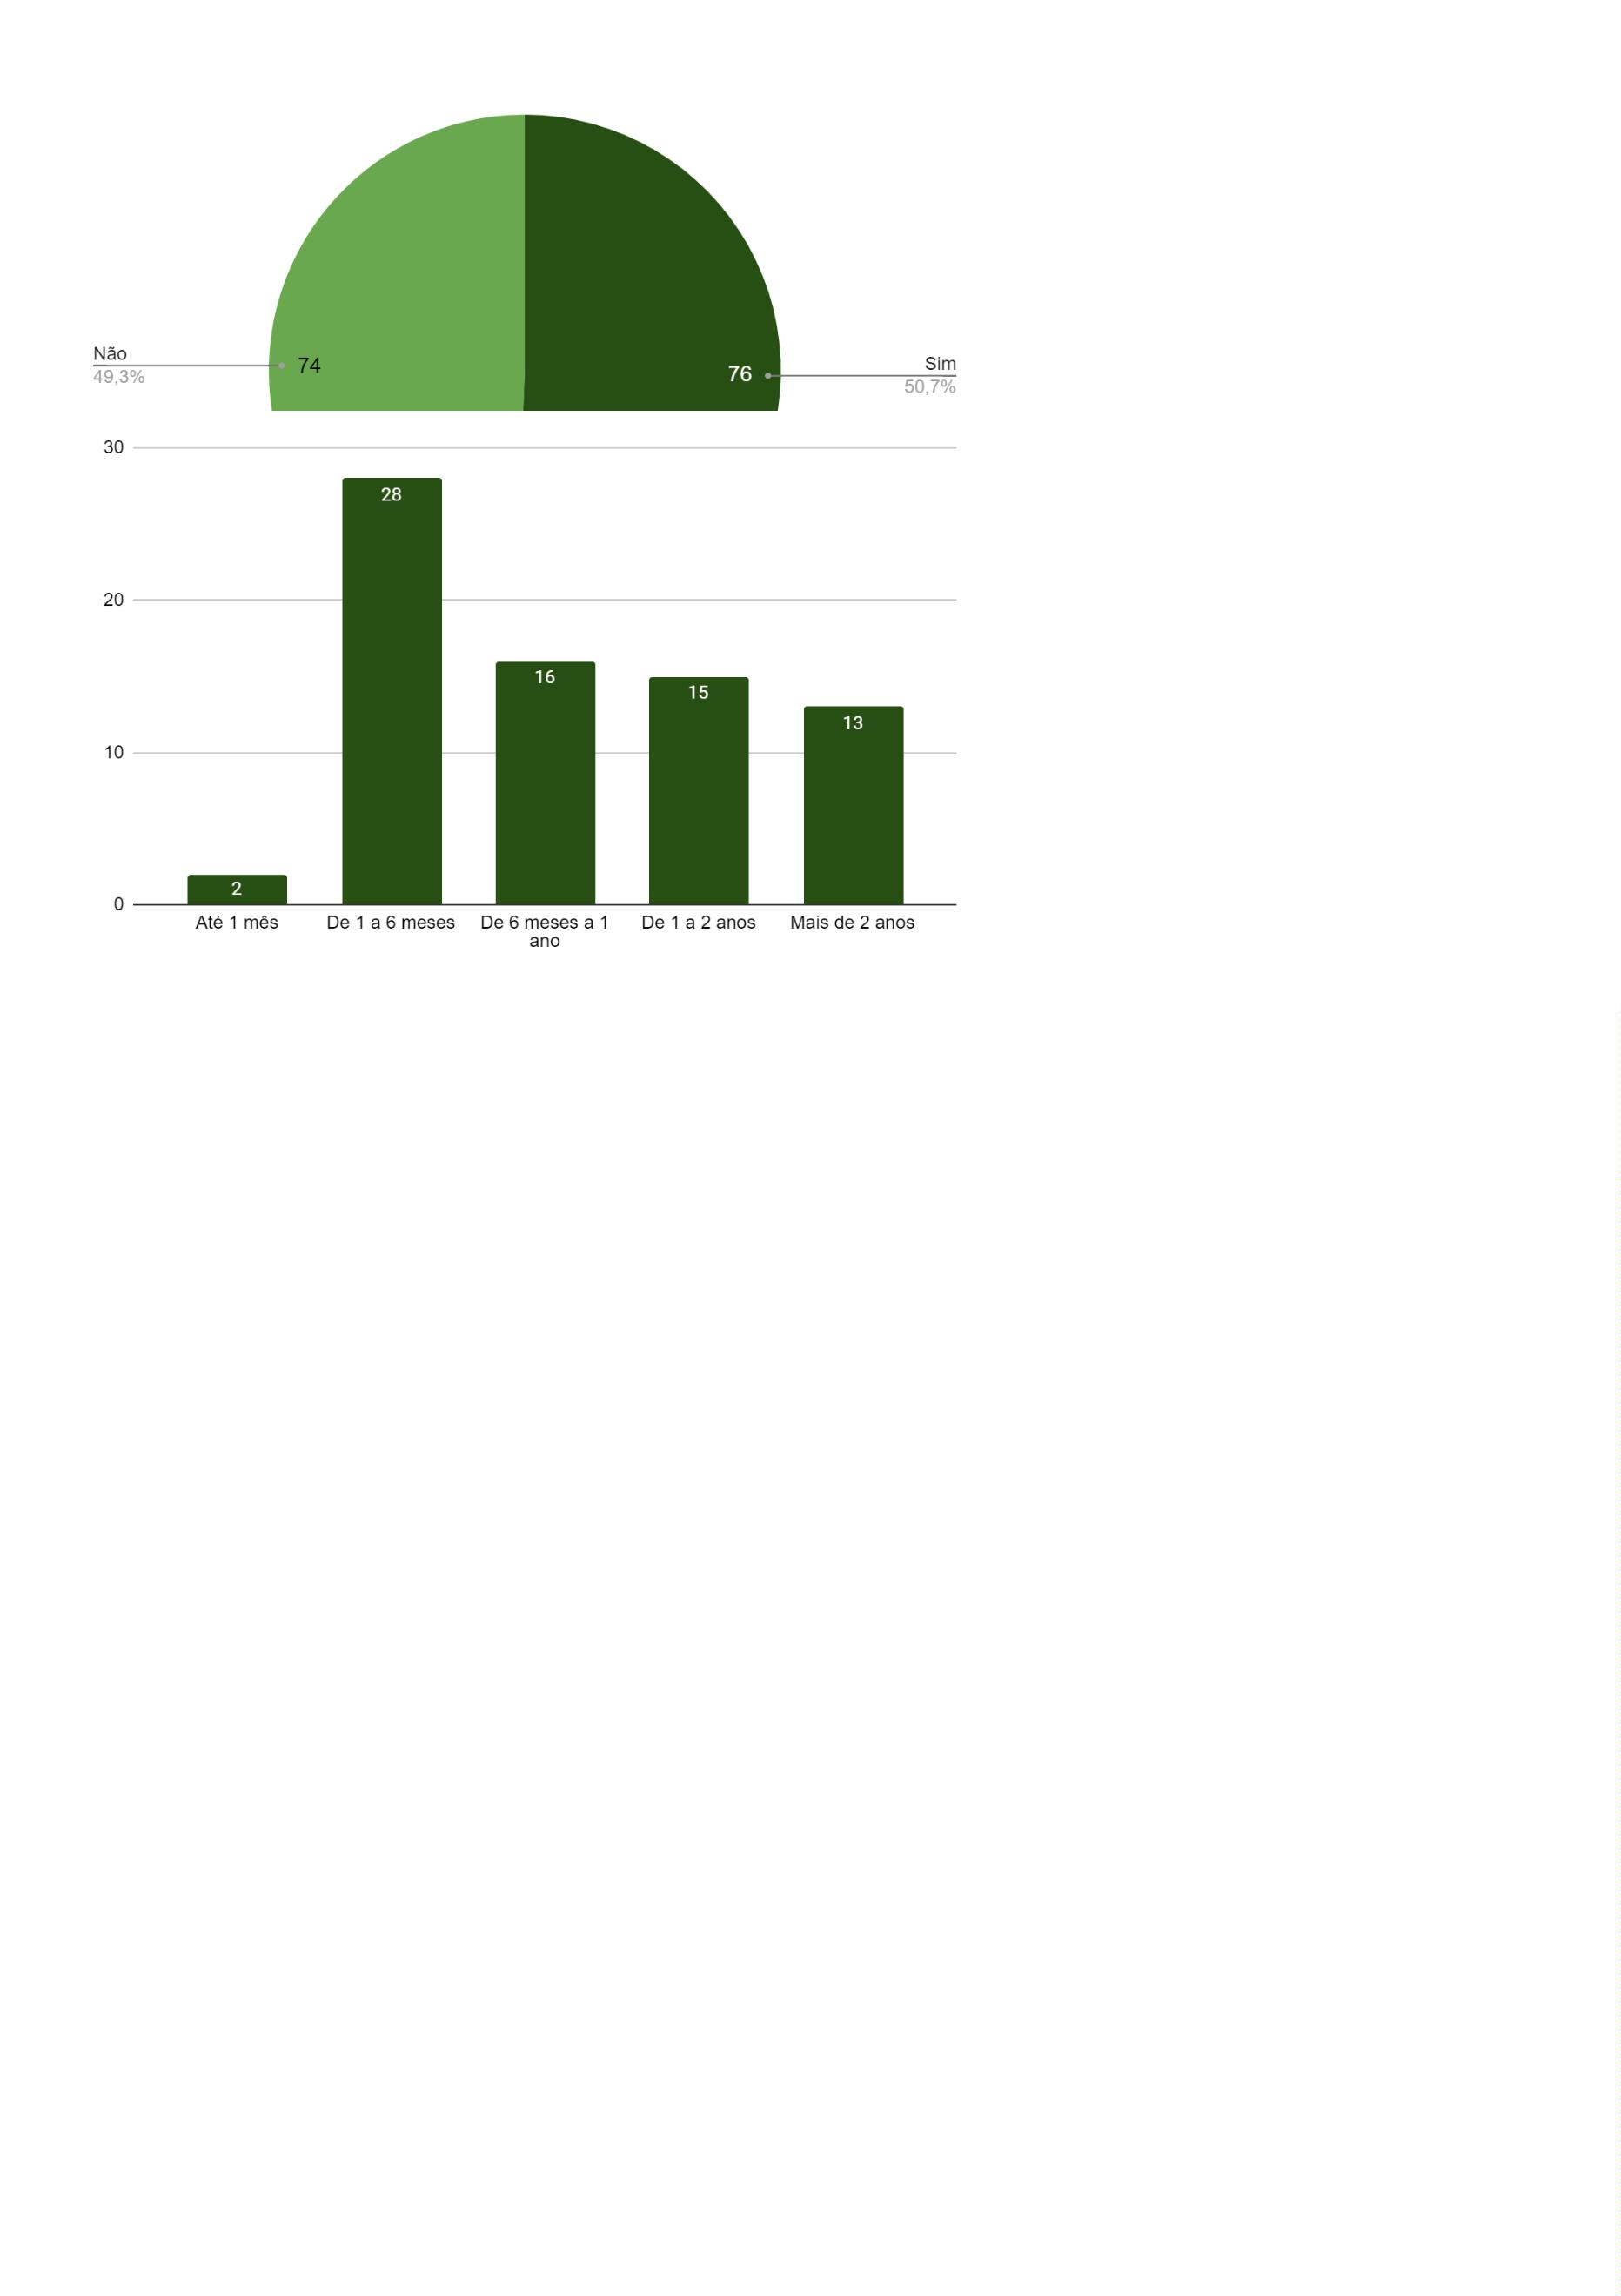 Não
49,3%
74
76
Sim
50,7%
30
28
20
16
15
13
10
2
0
Até 1 mês
De 1 a 6 meses
De 6 meses a 1
ano
De 1 a 2 anos
Mais de 2 anos